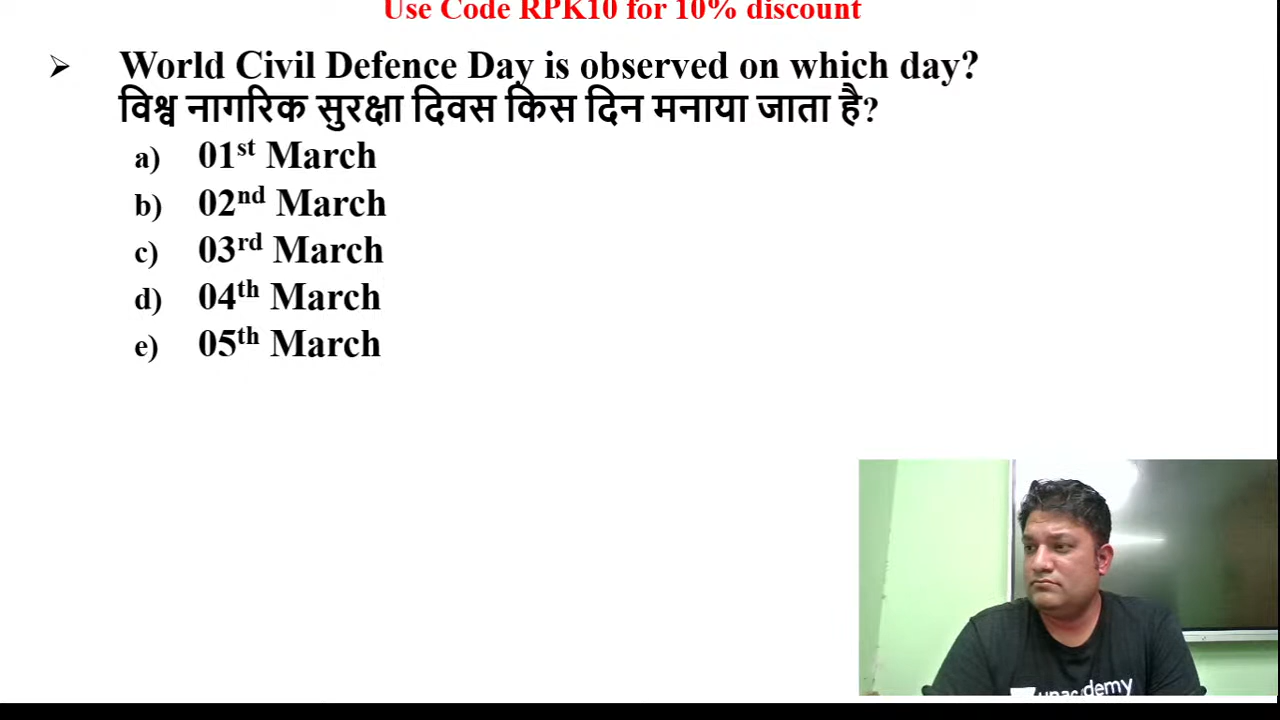 Use Code RPK10 for 10% discount
➢ World Civil Defence Day is observed on which day?
विश्व नागरिक सुरक्षा दिवस किस दिन मनाया जाता है?
a) 01st March
b) 02nd March
c) 03rd March
d) 04th March
e) 05th March
unacademy